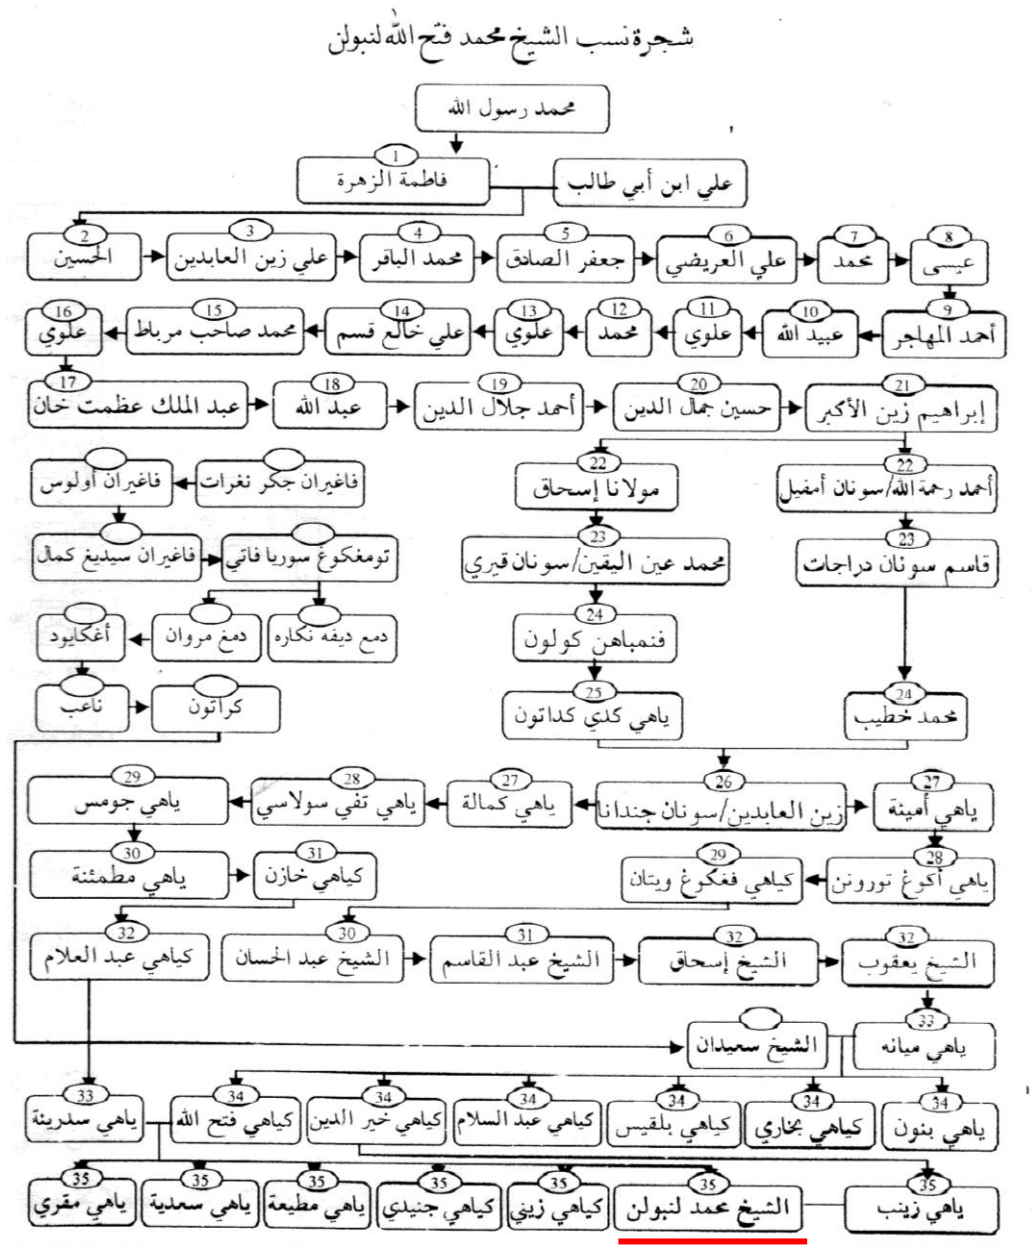 شجرة نسب الشيخ محمد فتح الله لنبولن
محمد رسول الله
1
فاطمة الزهرة
علي ابن أبي طالب
2 3 4 5 6 7 8
الحسين علي زين العابدين محمد الباقر جعفر الصادق علي العريضي محمد عيسى
9 10 11 12 13 14 15 16
أحمد المهاجر عبيد الله علوي محمد علوي علي خالع قسم محمد صاحب مرباط علوي
17 18 19 20 21
عبد الملك عظمت خان عبد الله أحمد جلال الدين حسين جمال الدين إبراهيم زين الأكبر
22 22
أحمد رحمة الله/سونان أمفيل مولانا إسحاق فاغيران جكر نغرات فاغيران أولوس
23 23
قاسم سونان دراجات محمد عين اليقين/سونان قيري تومغكوغ سوريا فاتي فاغيران سيديغ كمال
24
فنمباهن كولون دمع ديفه نكاره دمغ مروان أغكايود
24 25
محمد خطيب ياهي كدي كداتون كراتون ناعب
27 26 27 28 29
ياهي أمينة زين العابدين/سونان جندانا ياهي كمالة ياهي تفي سولاسي ياهي جومس
28 29 31 30
ياهي أكوغ تورونن كياهي فغكوغ ويتان كياهي خازن ياهي مطمئنة
32 30 31 32 32
كياهي عبد العلام الشيخ عبد الحسان الشيخ عبد القاسم الشيخ إسحاق الشيخ يعقوب
33
ياهي ميانه الشيخ سعيدان
34 34 34 34 34 34 33
ياهي بنون كياهي بخاري كياهي بلقيس كياهي عبد السلام كياهي خير الدين كياهي فتح الله ياهي سدريئة
35 35 35 35 35 35 35
ياهي زينب الشيخ محمد لنبولن كياهي زيني كياهي جنيدي ياهي مطيعة ياهي سعدية ياهي مقري